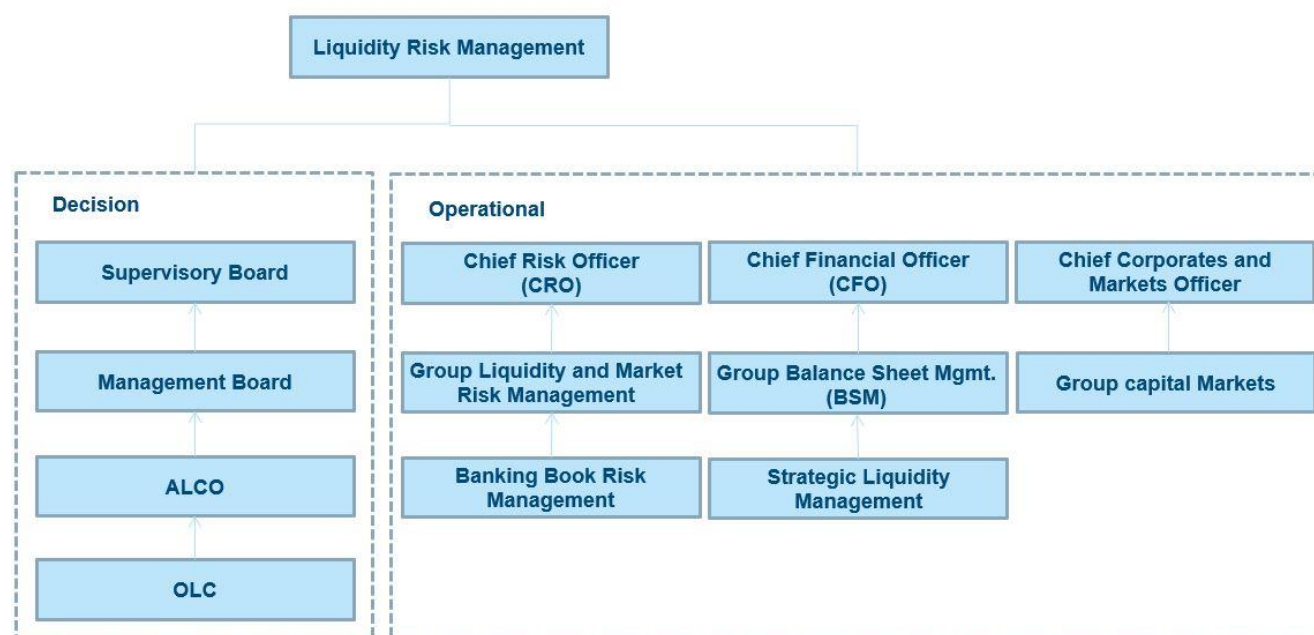 Liquidity Risk Management
Decision
Supervisory Board
Management Board
ALCO
OLC
Operational
Chief Risk Officer
(CRO)
Chief Financial Officer
(CFO)
Chief Corporates and
Markets Officer
Group Liquidity and Market
Risk Management
Group Balance Sheet Mgmt.
(BSM)
Group capital Markets
Banking Book Risk
Management
Strategic Liquidity
Management